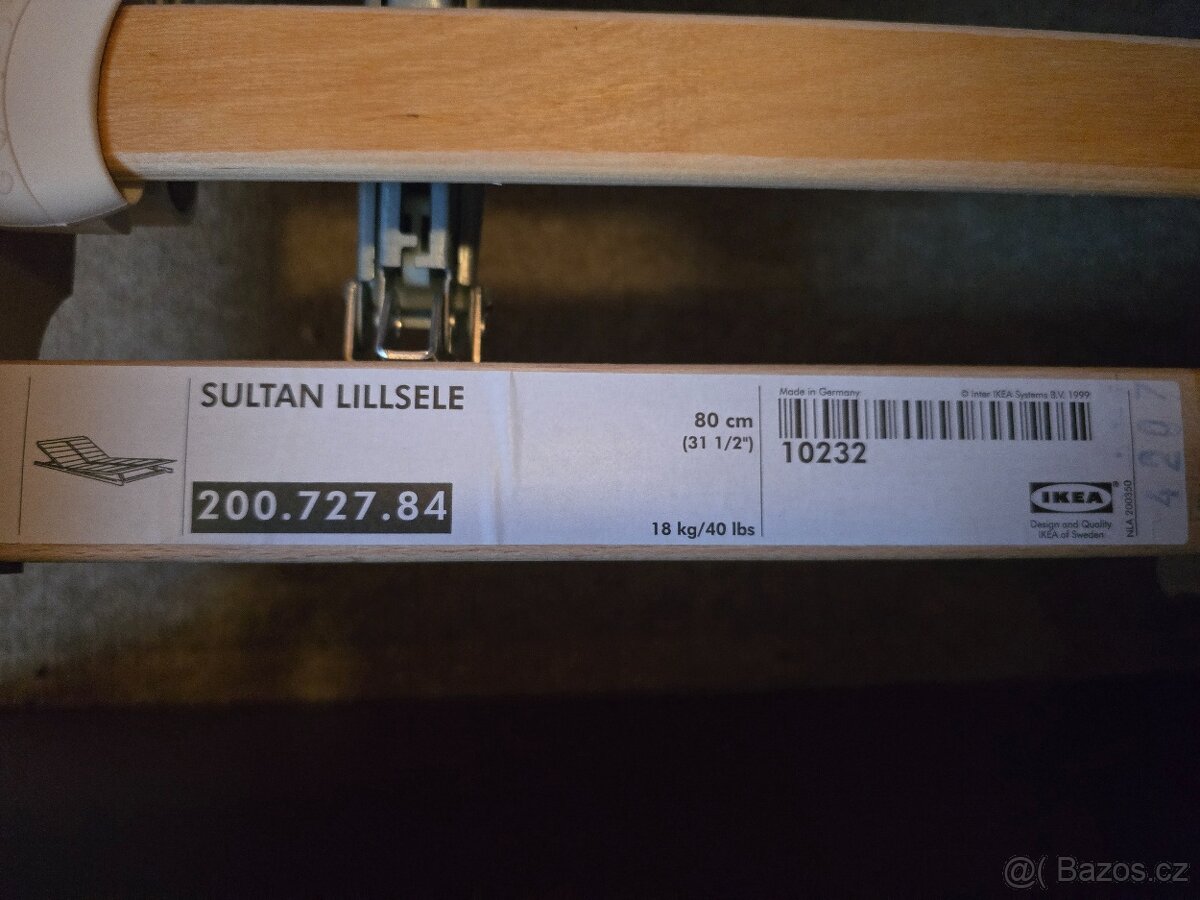 SULTAN LILLSELE
200.727.84
80 cm
(31 1/2")
18 kg/40 lbs
Made in Germany
© Inter IKEA Systems B.V. 1999
10232
IKEA®
Design and Quality
IKEA of Sweden
NLA 200350
4207
@( Bazos.cz